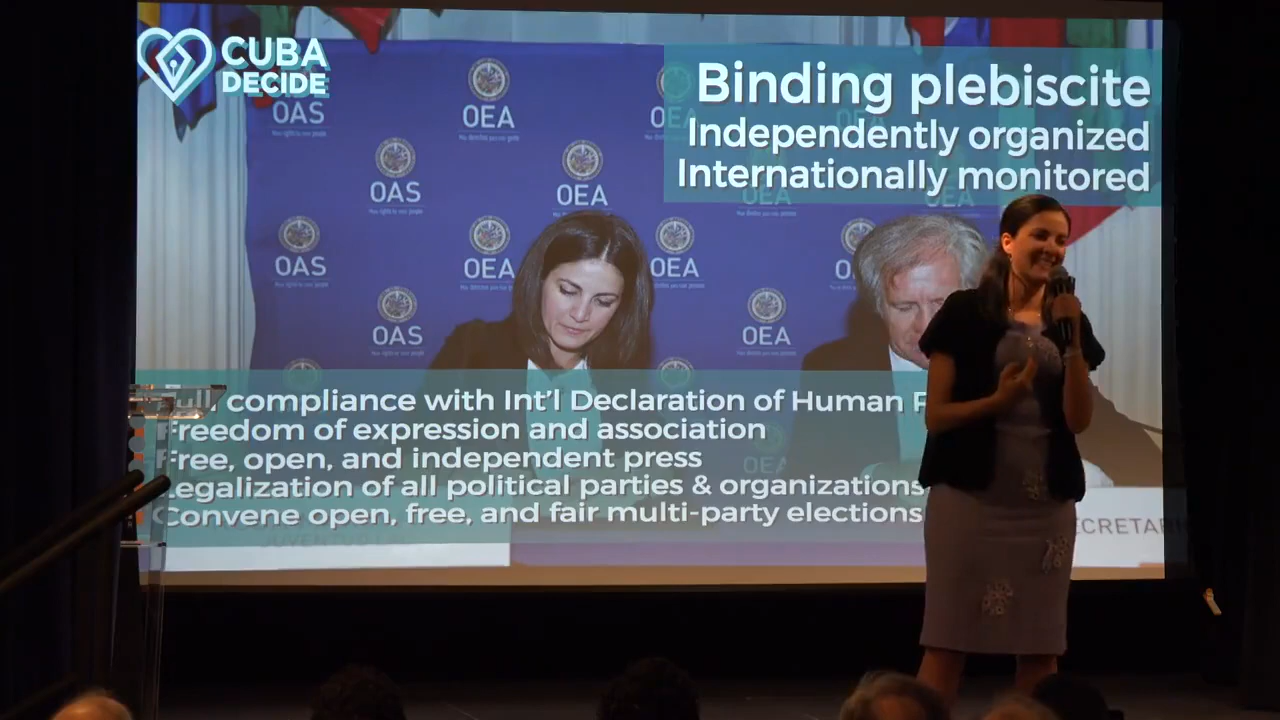 CUBA
DECIDE
Binding plebiscite
Independently organized
Internationally monitored
OAS
OEA
OAS
OEA
OEA
OAS
OEA
OEA
OAS
OAS
OEA
OEA
Full compliance with Int'l Declaration of Human
Freedom of expression and association
Free, open, and independent press
Legalization of all political parties & organizations
Convene open, free, and fair multi-party elections
ECRETARI